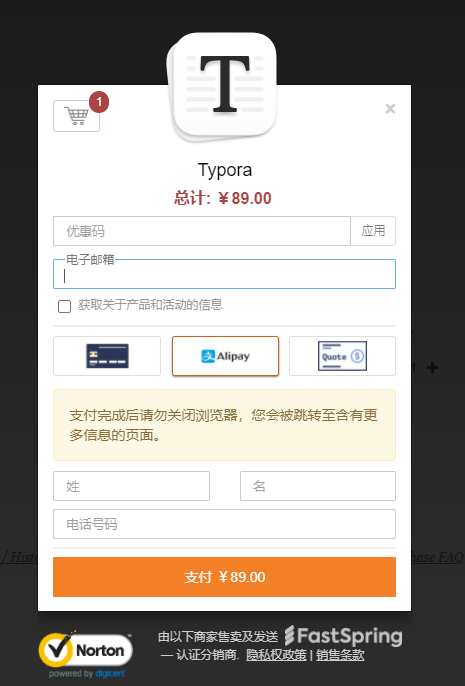 T
1
×
Typora
总计: ￥89.00
优惠码 应用
电子邮箱
获取关于产品和活动的信息
Alipay Quote $
支付完成后请勿关闭浏览器，您会被跳转至含有更
多信息的页面。
姓 名
电话号码
/ Histo
hase FAQ
支付 ￥89.00
Norton
powered by digicert
由以下商家售卖及发送 FastSpring
— 认证分销商. 隐私权政策 | 销售条款